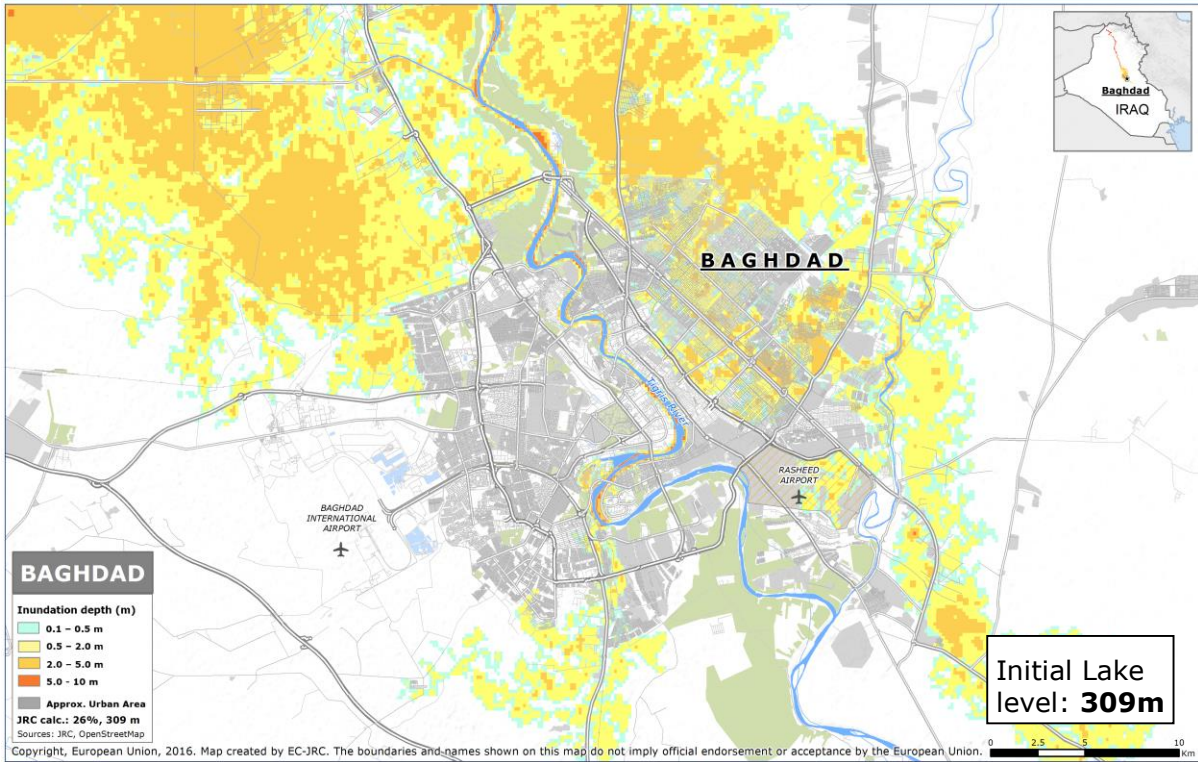 Baghdad
IRAQ
BAGHDAD
Tigris River
RASHEED
AIRPORT
BAGHDAD
INTERNATIONAL
AIRPORT
BAGHDAD
Inundation depth (m)
0.1 – 0.5 m
0.5 – 2.0 m
2.0 – 5.0 m
5.0 - 10 m
Approx. Urban Area
JRC calc.: 26%, 309 m
Sources: JRC, OpenStreetMap
Initial Lake
level: 309m
Copyright, European Union, 2016. Map created by EC-JRC. The boundaries and names shown on this map do not imply official endorsement or acceptance by the European Union.
0 2.5 5 10
Km